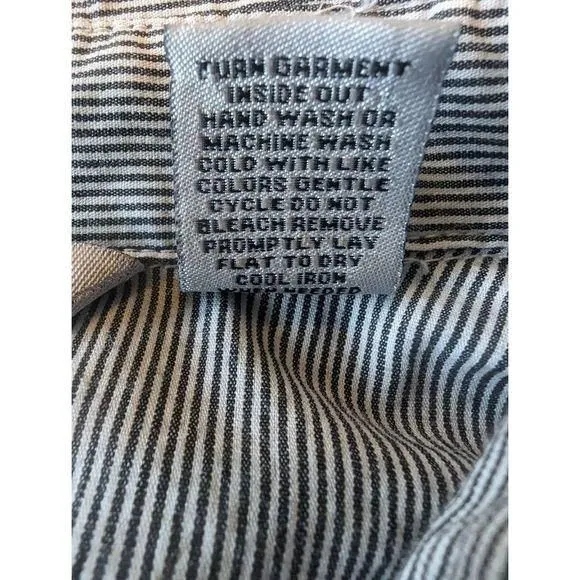 TURN GARMENT
INSIDE OUT
HAND WASH OR
MACHINE WASH
COLD WITH LIKE
COLORS GENTLE
CYCLE DO NOT
BLEACH REMOVE
PROMPTLY LAY
FLAT TO DRY
COOL IRON
NEEDED